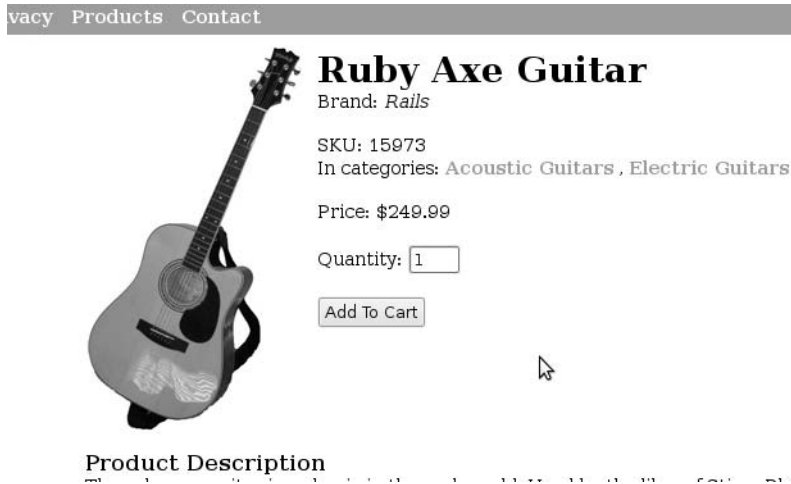 Products Contact
Ruby Axe Guitar
Brand: Rails
SKU: 15973
In categories: Acoustic Guitars , Electric Guitars
Price: $249.99
Quantity: 1
Add To Cart
Product Description